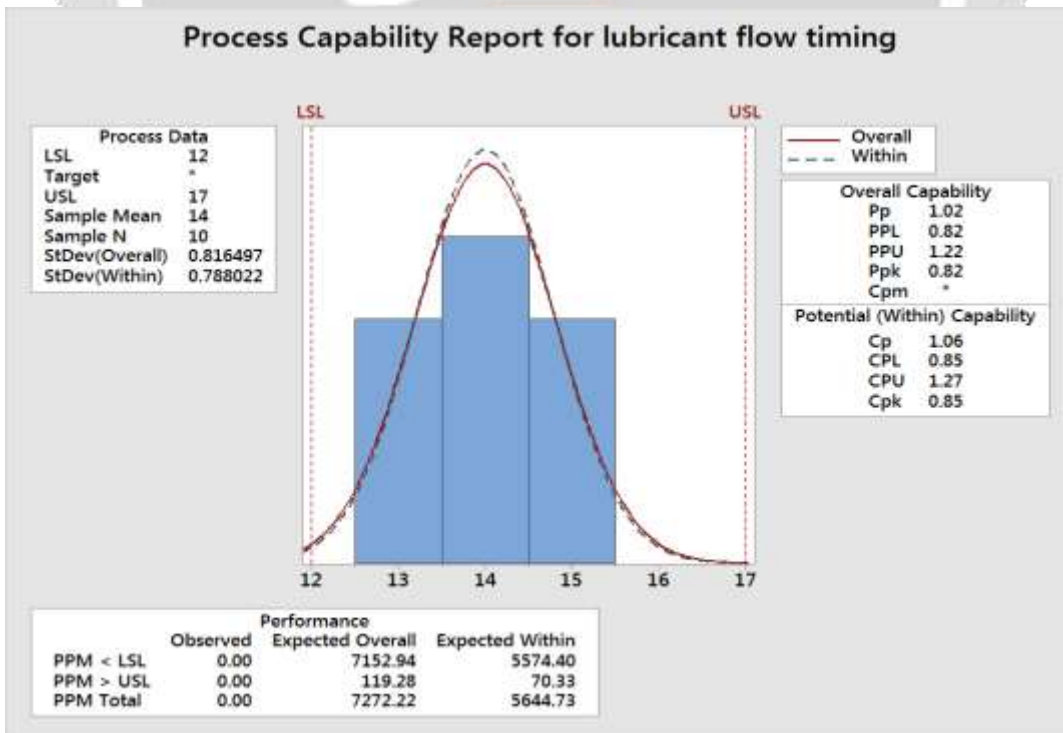 Process Capability Report for lubricant flow timing
LSL
USL
Process Data
LSL 12
Target *
USL 17
Sample Mean 14
Sample N 10
StDev(Overall) 0.816497
StDev(Within) 0.788022
Overall
Within
Overall Capability
Pp 1.02
PPL 0.82
PPU 1.22
Ppk 0.82
Cpm *
Potential (Within) Capability
Cp 1.06
CPL 0.85
CPU 1.27
Cpk 0.85
12 13 14 15 16 17
Performance
Observed Expected Overall Expected Within
PPM < LSL 0.00 7152.94 5574.40
PPM > USL 0.00 119.28 70.33
PPM Total 0.00 7272.22 5644.73